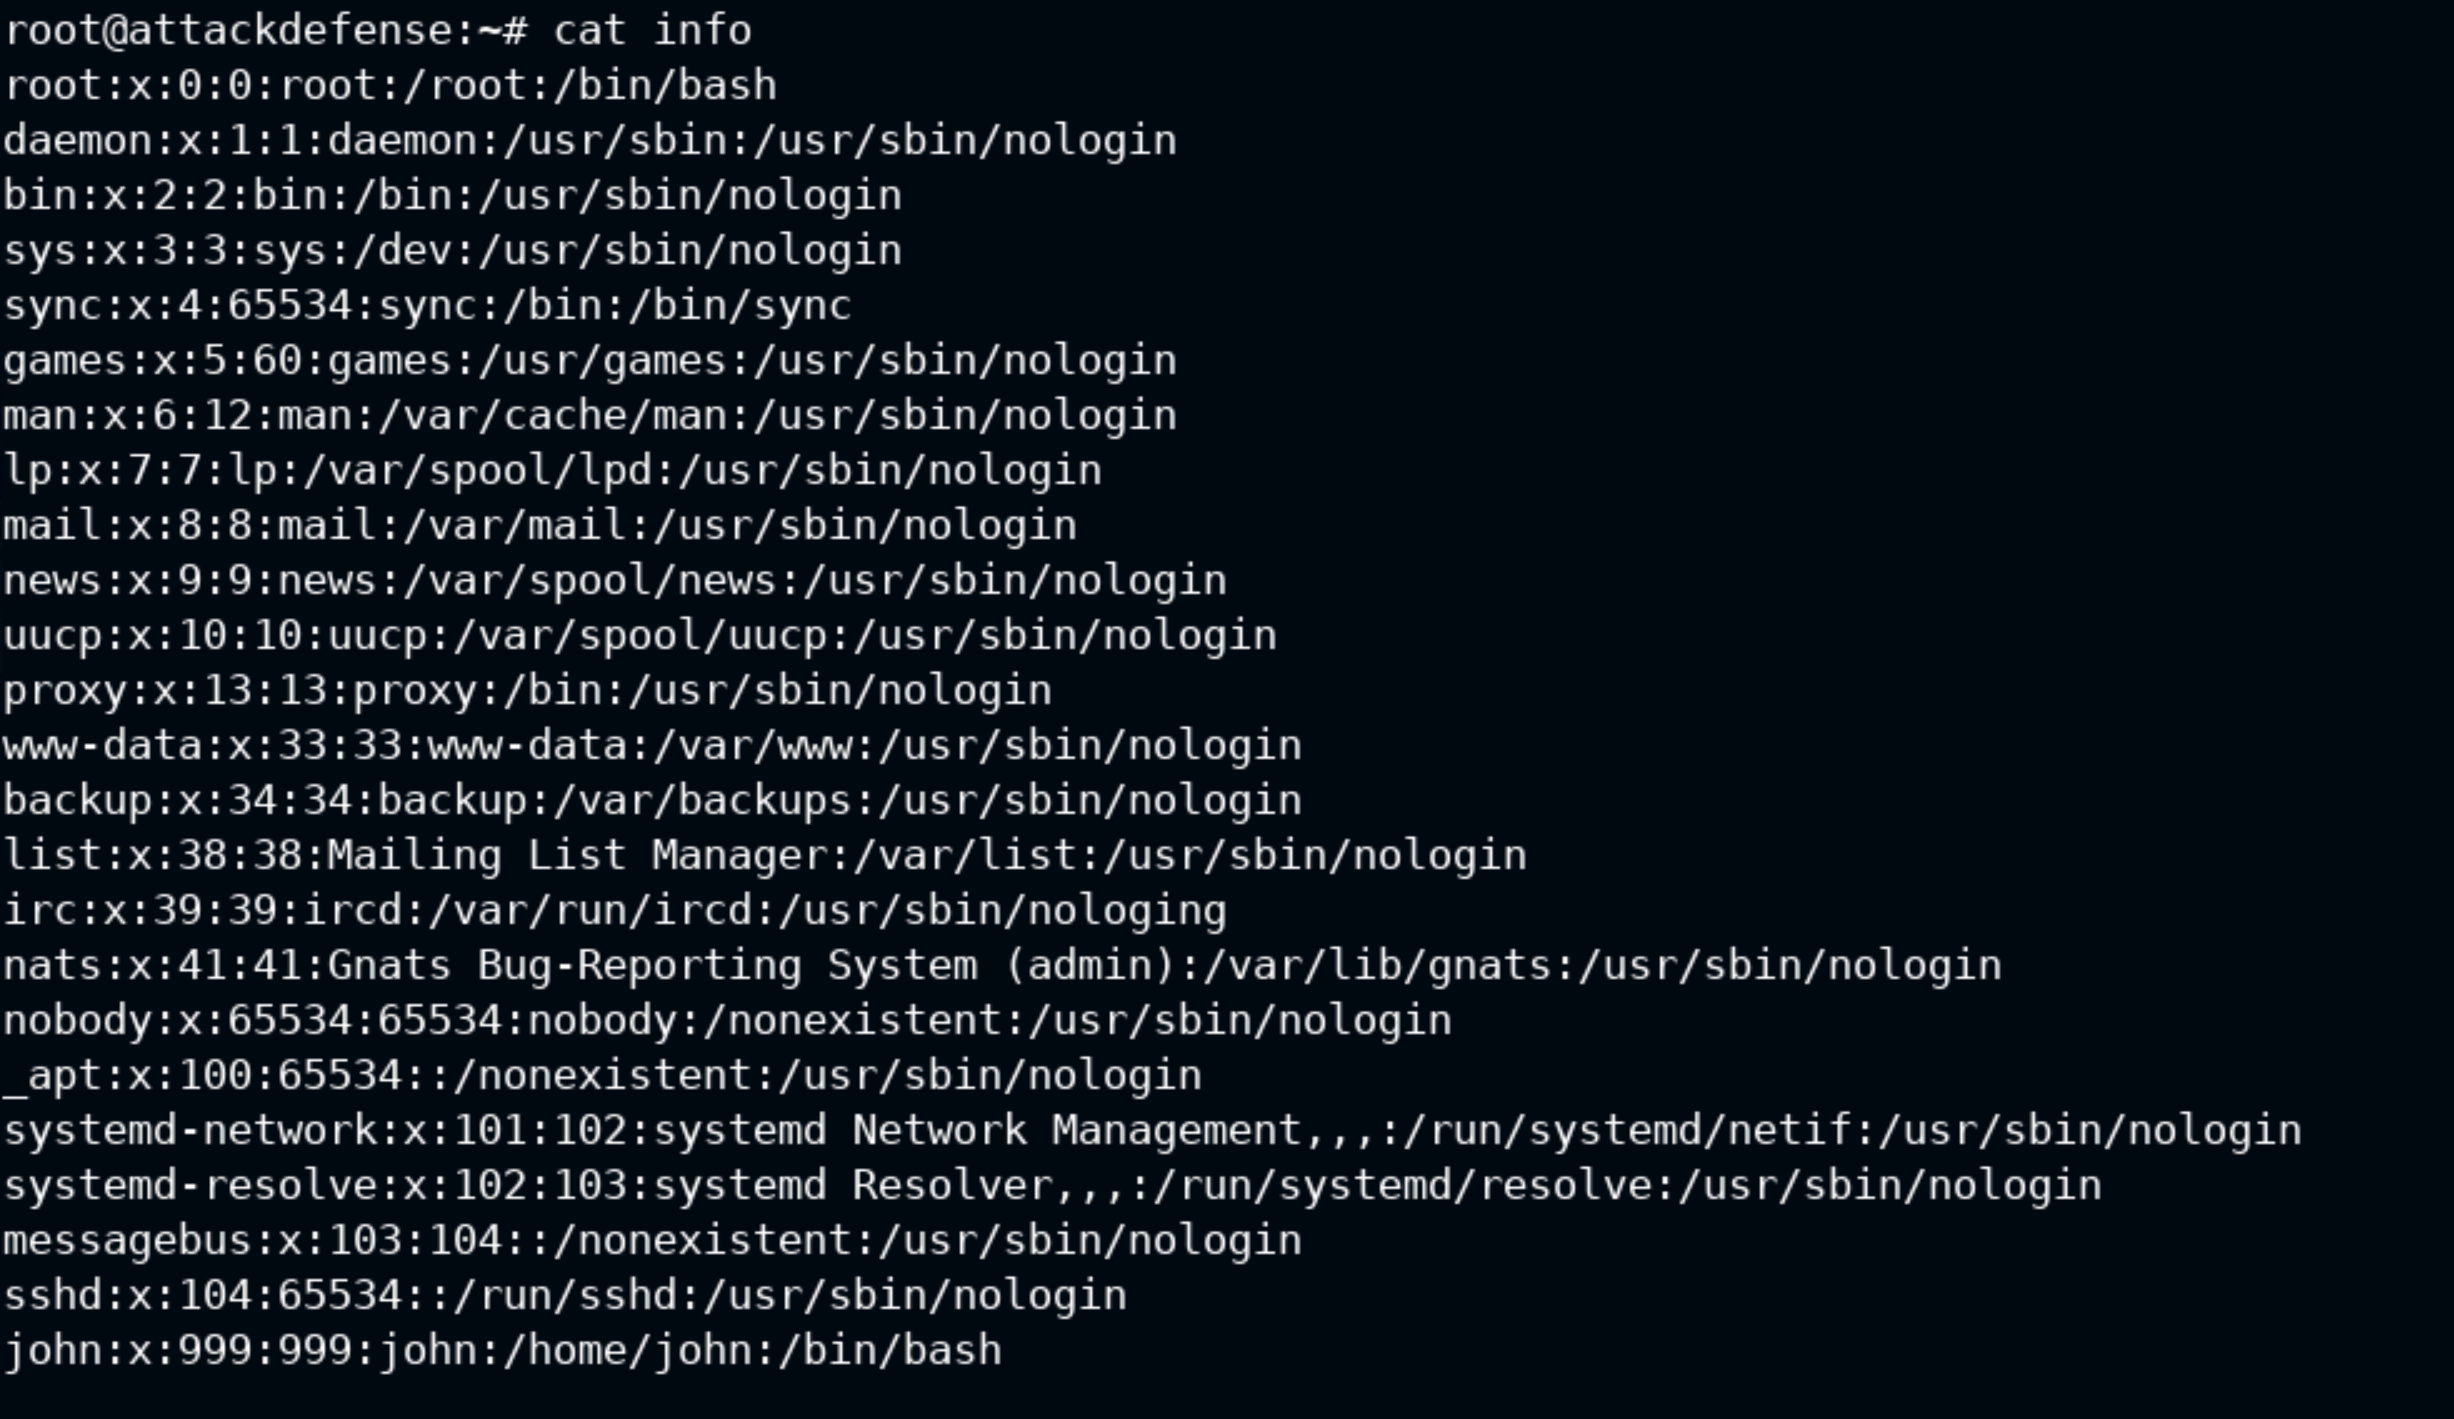 root@attackdefense:~# cat info
root:x:0:0:root:/root:/bin/bash
daemon:x:1:1:daemon:/usr/sbin:/usr/sbin/nologin
bin:x:2:2:bin:/bin:/usr/sbin/nologin
sys:x:3:3:sys:/dev:/usr/sbin/nologin
sync:x:4:65534:sync:/bin:/bin/sync
games:x:5:60:games:/usr/games:/usr/sbin/nologin
man:x:6:12:man:/var/cache/man:/usr/sbin/nologin
lp:x:7:7:lp:/var/spool/lpd:/usr/sbin/nologin
mail:x:8:8:mail:/var/mail:/usr/sbin/nologin
news:x:9:9:news:/var/spool/news:/usr/sbin/nologin
uucp:x:10:10:uucp:/var/spool/uucp:/usr/sbin/nologin
proxy:x:13:13:proxy:/bin:/usr/sbin/nologin
www-data:x:33:33:www-data:/var/www:/usr/sbin/nologin
backup:x:34:34:backup:/var/backups:/usr/sbin/nologin
list:x:38:38:Mailing List Manager:/var/list:/usr/sbin/nologin
irc:x:39:39:ircd:/var/run/ircd:/usr/sbin/nologing
nats:x:41:41:Gnats Bug-Reporting System (admin):/var/lib/gnats:/usr/sbin/nologin
nobody:x:65534:65534:nobody:/nonexistent:/usr/sbin/nologin
_apt:x:100:65534::/nonexistent:/usr/sbin/nologin
systemd-network:x:101:102:systemd Network Management,,,:/run/systemd/netif:/usr/sbin/nologin
systemd-resolve:x:102:103:systemd Resolver,,,:/run/systemd/resolve:/usr/sbin/nologin
messagebus:x:103:104::/nonexistent:/usr/sbin/nologin
sshd:x:104:65534::/run/sshd:/usr/sbin/nologin
john:x:999:999:john:/home/john:/bin/bash